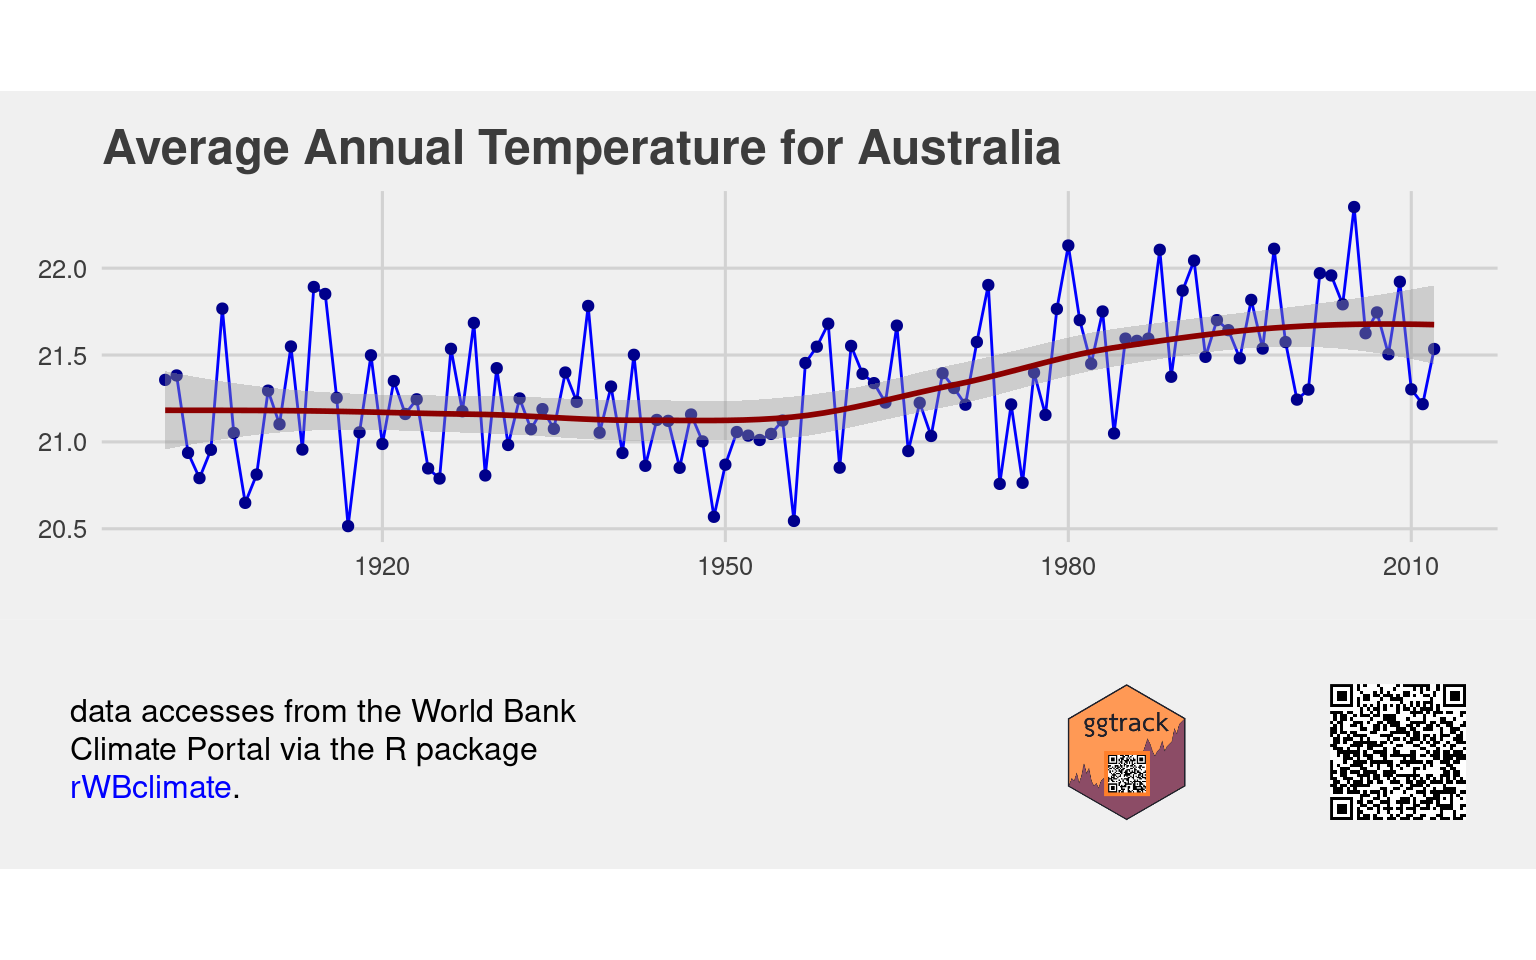 Average Annual Temperature for Australia
22.0
21.5
21.0
20.5
1920 1950 1980 2010
data accesses from the World Bank
Climate Portal via the R package
rWBclimate.
ggtrack